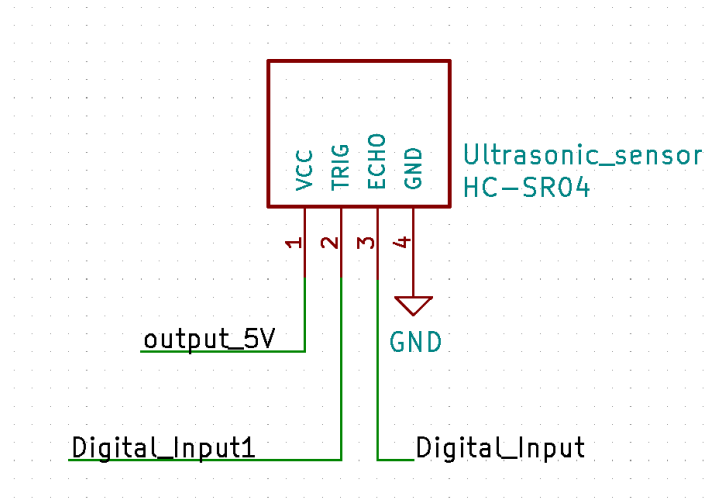 VCC
TRIG
ECHO
GND
Ultrasonic_sensor
HC-SR04
1
2
3
4
output_5V
GND
Digital_Input1
Digital_Input